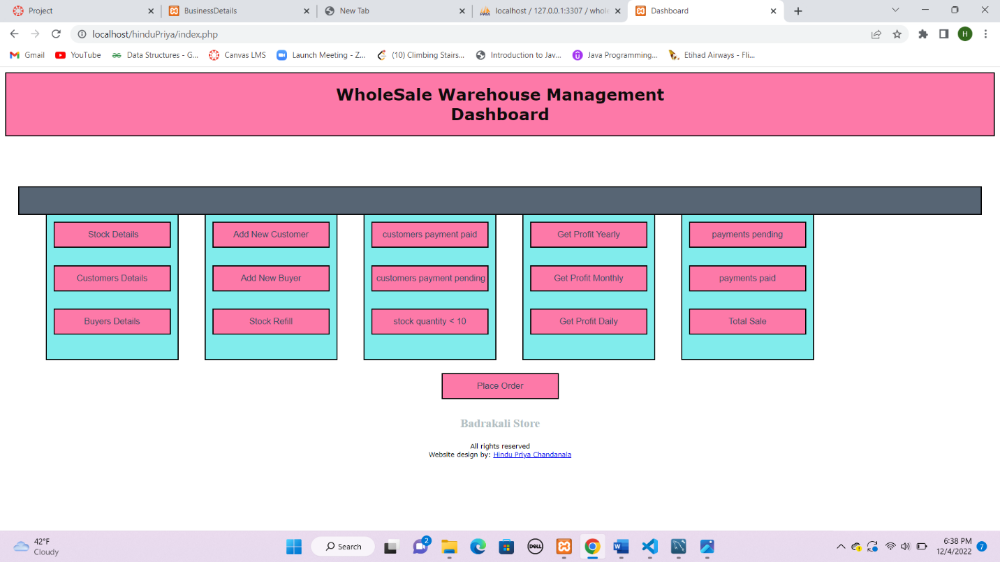 Project
BusinessDetails
New Tab
localhost / 127.0.0.1:3307 / whole
Dashboard
localhost/hinduPriya/index.php
H
Gmail
YouTube
Data Structures - G...
Canvas LMS
Launch Meeting - Z...
(10) Climbing Stairs...
Introduction to Jav...
Java Programming...
Etihad Airways - Fli...
WholeSale Warehouse Management
Dashboard
Stock Details
Add New Customer
customers payment paid
Get Profit Yearly
payments pending
Customers Details
Add New Buyer
customers payment pending
Get Profit Monthly
payments paid
Buyers Details
Stock Refill
stock quantity < 10
Get Profit Daily
Total Sale
Place Order
Badrakali Store
All rights reserved
Website design by: Hindu Priya Chandanala
42°F
Cloudy
Search
2
DELL
6:38 PM
12/4/2022
7